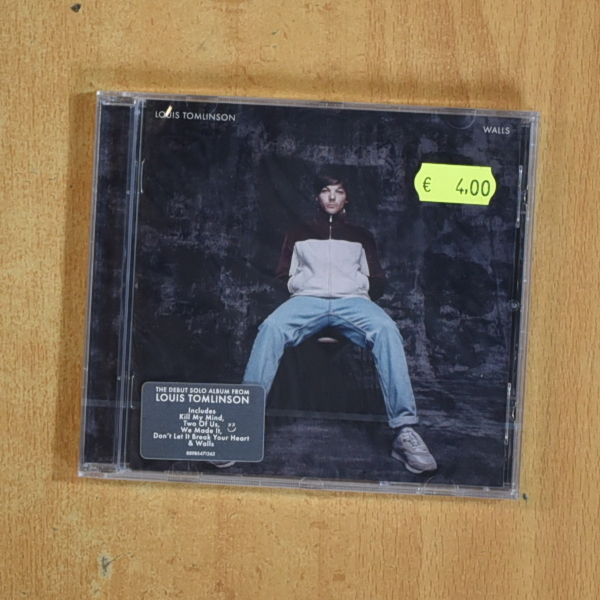 LOUIS TOMLINSON
WALLS
€ 4,00
THE DEBUT SOLO ALBUM FROM
LOUIS TOMLINSON
Includes
Kill My Mind,
Two Of Us,
We Made It,
Don't Let It Break Your Heart
& Walls